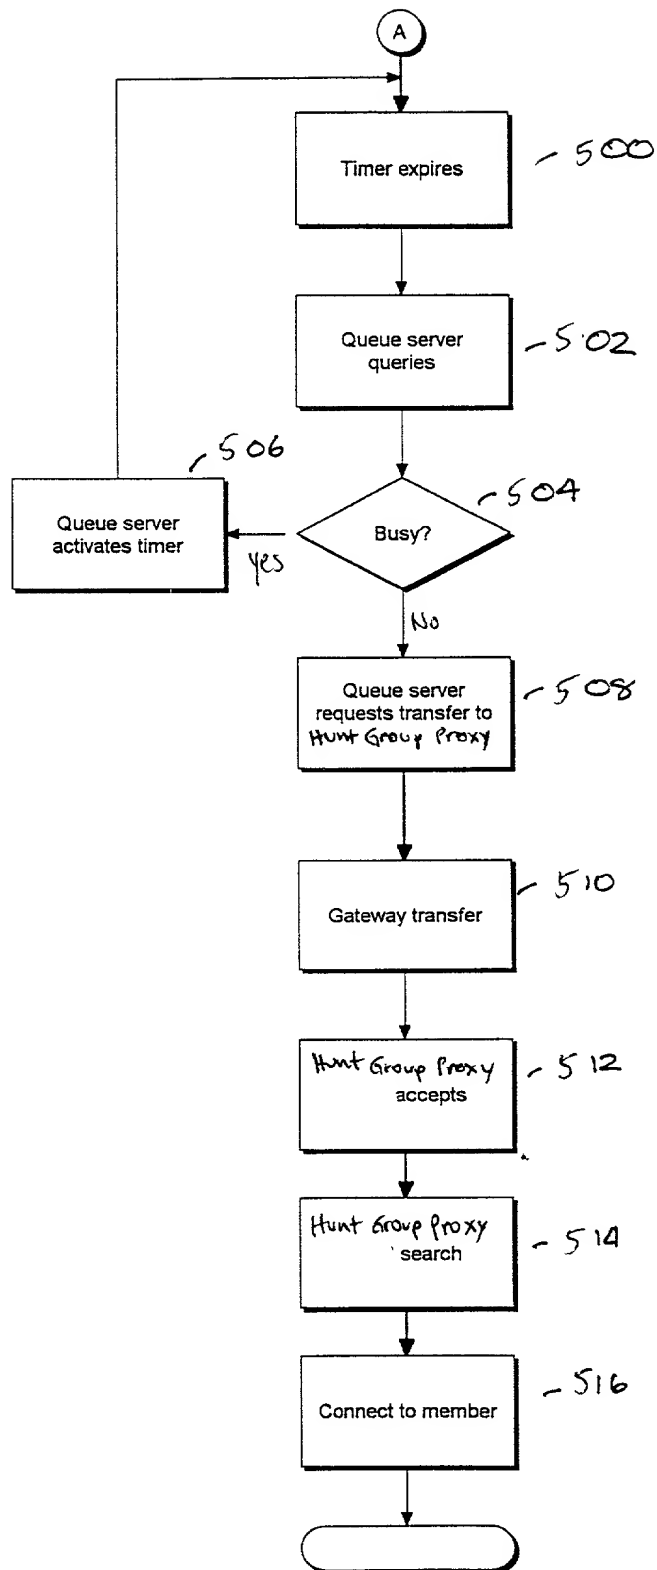 A
Timer expires
500
Queue server
queries
502
506
504
Queue server
activates timer
Busy?
yes
No
Queue server
requests transfer to
Hunt Group Proxy
508
Gateway transfer
510
Hunt Group Proxy
accepts
512
Hunt Group Proxy
search
514
Connect to member
516